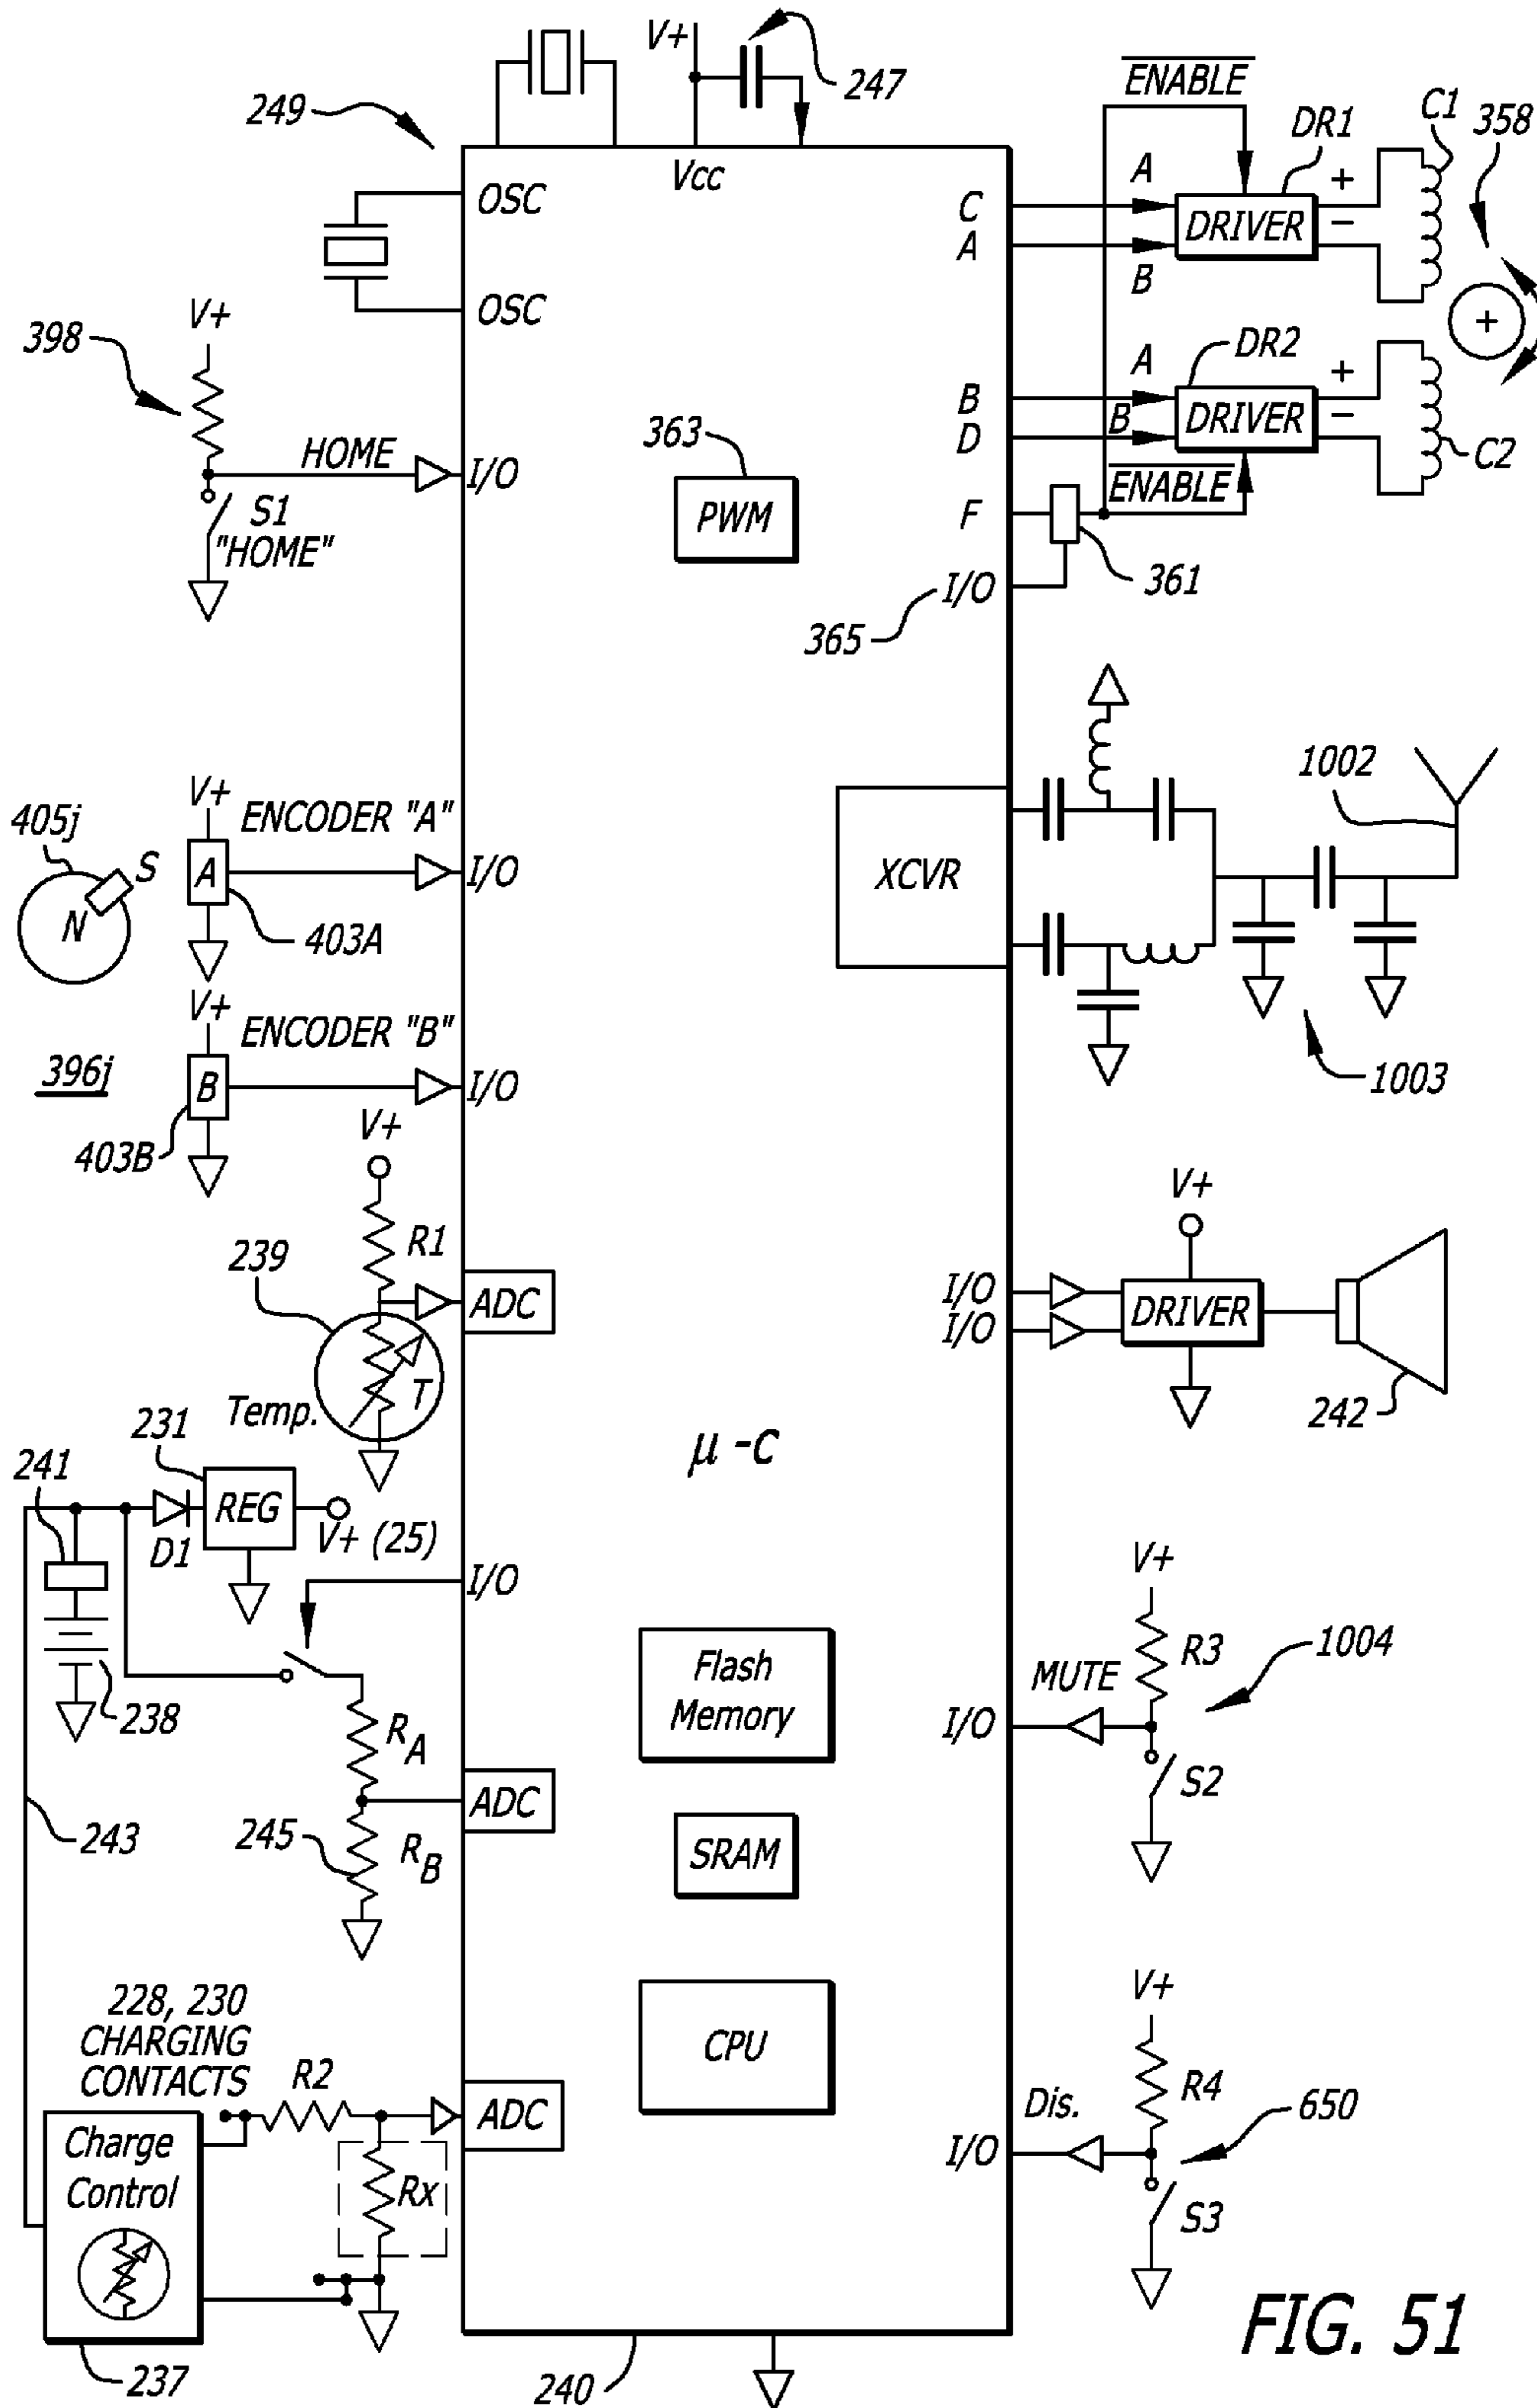 V+
247
249
ENABLE
DR1
C1
358
Vcc
OSC
C
A
DRIVER
+
A
B
−
OSC
V+
398
DR2
+
A
B
DRIVER
+
D
B
−
C2
HOME
I/O
363
PWM
S1
"HOME"
ENABLE
F
361
I/O
365
1002
V+
ENCODER "A"
405j
S
A
I/O
N
403A
XCVR
V+
ENCODER "B"
396j
B
I/O
1003
403B
V+
V+
R1
239
ADC
I/O
I/O
DRIVER
T
Temp.
242
231
μ-c
241
REG
D1
V+ (25)
I/O
V+
Flash
Memory
R3
1004
MUTE
238
I/O
RA
S2
ADC
243
245
RB
SRAM
228, 230
CHARGING
CONTACTS
V+
CPU
R2
R4
ADC
Dis.
650
Charge
Control
I/O
Rx
S3
237
240
FIG. 51